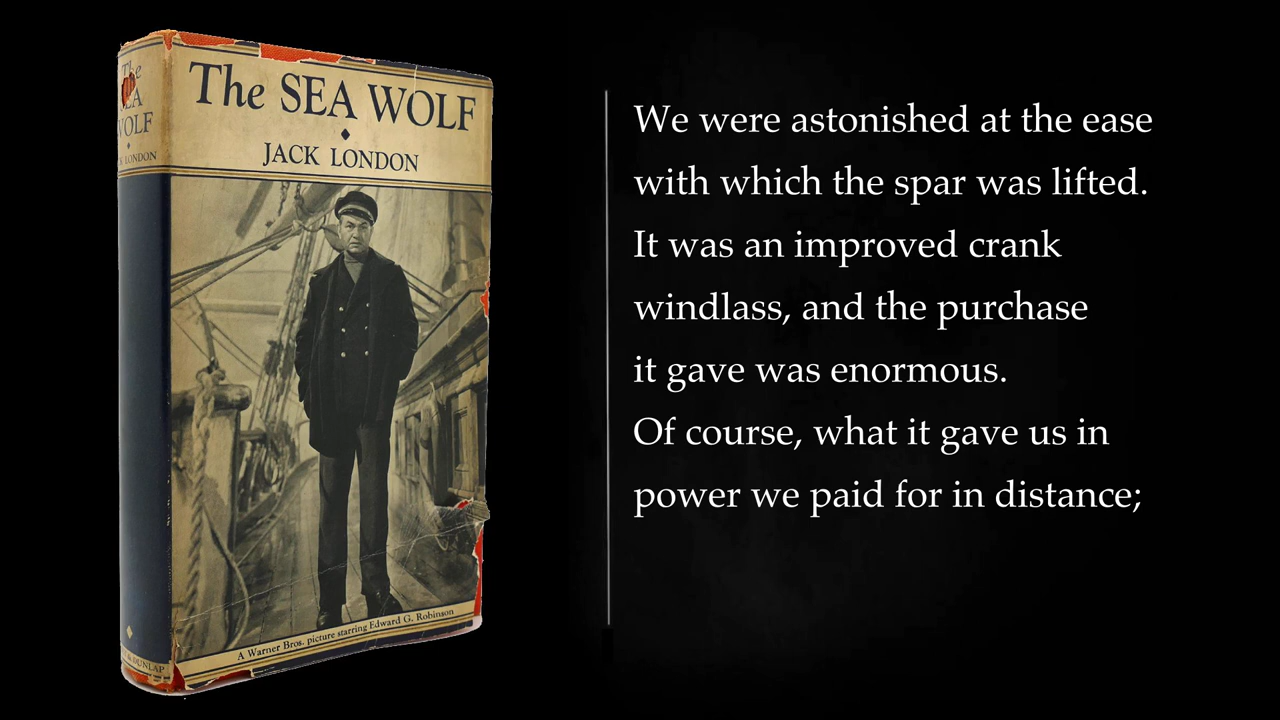 The SEA WOLF
JACK LONDON
The
SEA
WOLF
LONDON
A Warner Bros. picture starring Edward G. Robinson
DUNLAP
We were astonished at the ease
with which the spar was lifted.
It was an improved crank
windlass, and the purchase
it gave was enormous.
Of course, what it gave us in
power we paid for in distance;